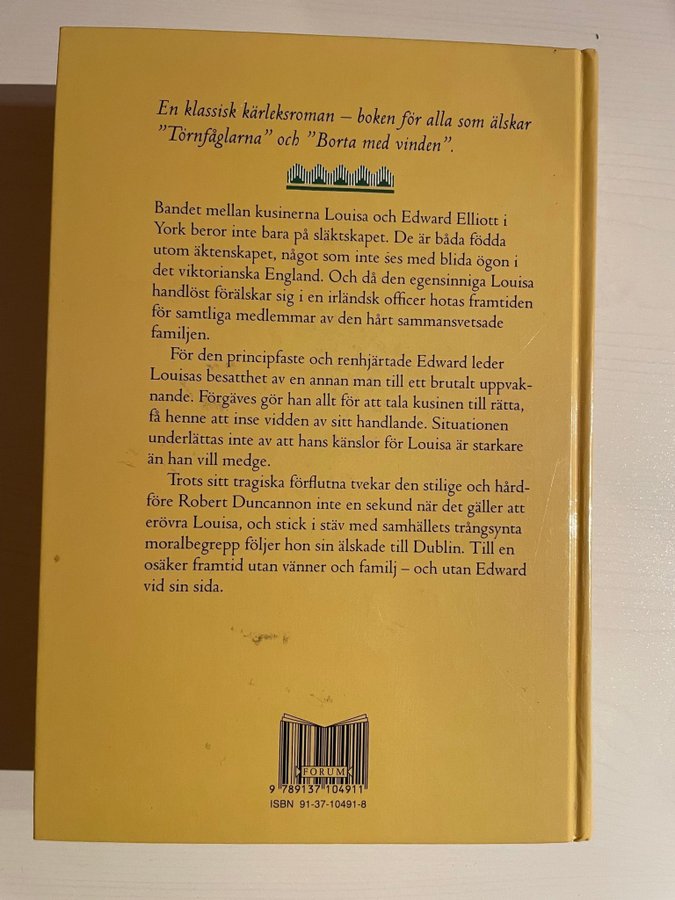 En klassisk kärleksroman – boken för alla som älskar
"Törnfåglarna" och "Borta med vinden".
Bandet mellan kusinerna Louisa och Edward Elliott i
York beror inte bara på släktskapet. De är båda födda
utom äktenskapet, något som inte ses med blida ögon i
det viktorianska England. Och då den egensinniga Louisa
handlöst förälskar sig i en irländsk officer hotas framtiden
för samtliga medlemmar av den hårt sammansvetsade
familjen.
För den principfaste och renhjärtade Edward leder
Louisas besatthet av en annan man till ett brutalt uppvak-
nande. Förgäves gör han allt för att tala kusinen till rätta,
få henne att inse vidden av sitt handlande. Situationen
underlättas inte av att hans känslor för Louisa är starkare
än han vill medge.
Trots sitt tragiska förflutna tvekar den stilige och hård-
före Robert Duncannon inte en sekund när det gäller att
erövra Louisa, och stick i stäv med samhällets trångsynta
moralbegrepp följer hon sin älskade till Dublin. Till en
osäker framtid utan vänner och familj – och utan Edward
vid sin sida.
FORUM
9 789137 104911
ISBN 91-37-10491-8